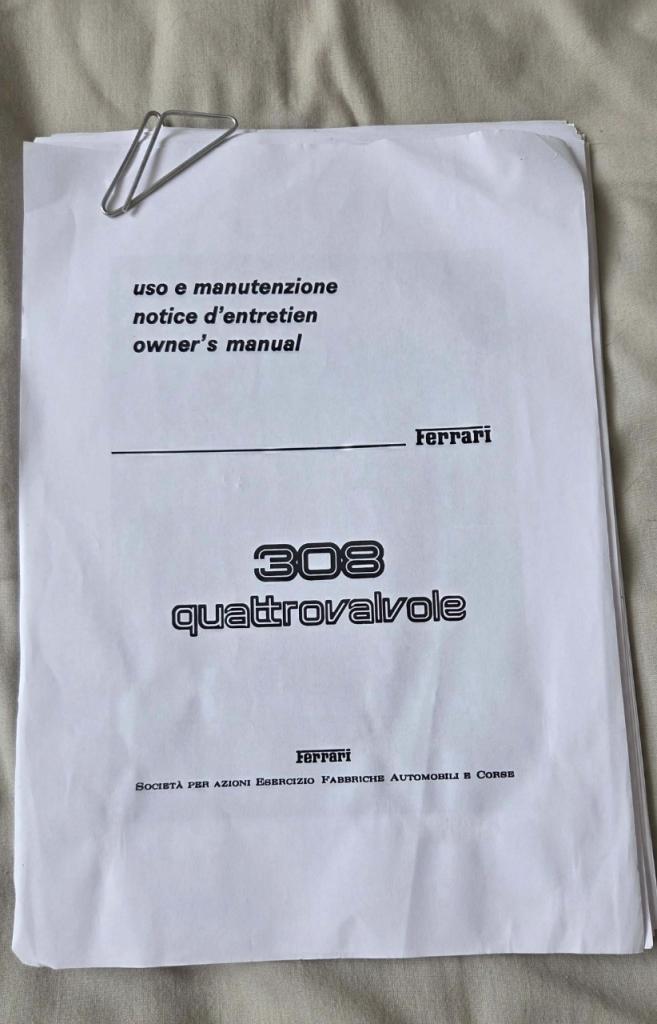 uso e manutenzione
notice d'entretien
owner's manual
Ferrari
308
quattrovalvole
Ferrari
Società per azioni Esercizio Fabbriche Automobili e Corse